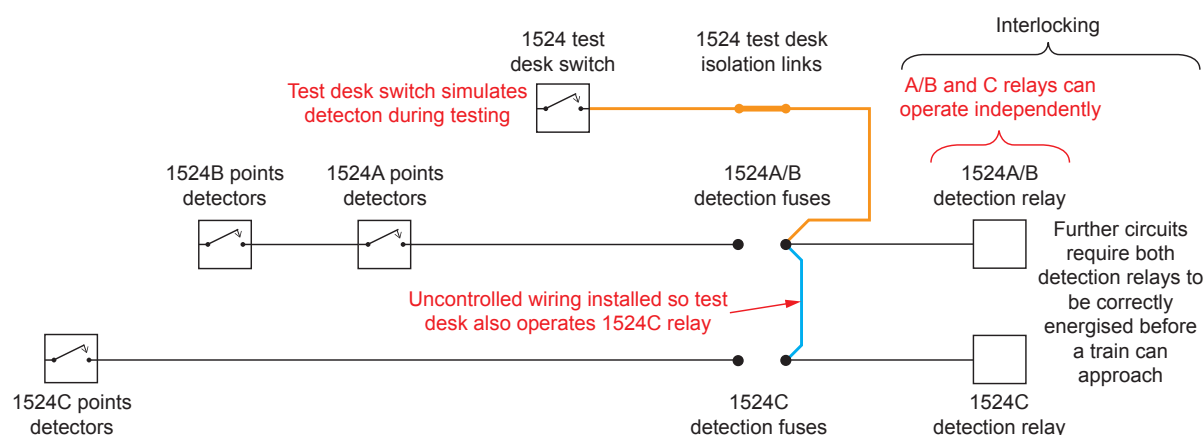 Interlocking
1524 test
desk switch
1524 test desk
isolation links
Test desk switch simulates
detecton during testing
A/B and C relays can
operate independently
1524B points
detectors
1524A points
detectors
1524A/B
detection fuses
1524A/B
detection relay
Further circuits
require both
detection relays to
be correctly
energised before
a train can
approach
Uncontrolled wiring installed so test
desk also operates 1524C relay
1524C points
detectors
1524C
detection fuses
1524C
detection relay